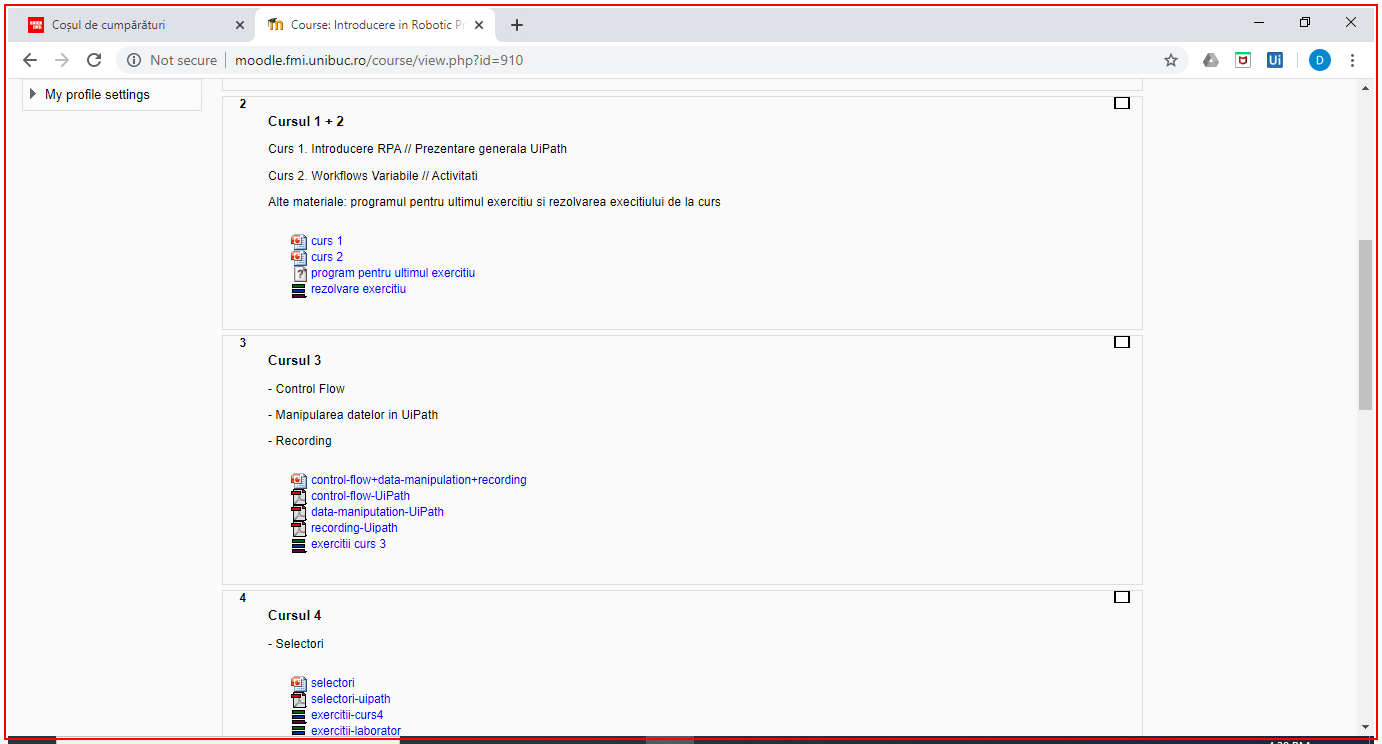 Coșul de cumpărături
Course: Introducere in Robotic Pr
Not secure
moodle.fmi.unibuc.ro/course/view.php?id=910
Ui
D
My profile settings
2
Cursul 1 + 2
Curs 1. Introducere RPA // Prezentare generala UiPath
Curs 2. Workflows Variabile // Activitati
Alte materiale: programul pentru ultimul exercitiu si rezolvarea execitiului de la curs
curs 1
curs 2
program pentru ultimul exercitiu
rezolvare exercitiu
3
Cursul 3
- Control Flow
- Manipularea datelor in UiPath
- Recording
control-flow+data-manipulation+recording
control-flow-UiPath
data-maniputation-UiPath
recording-Uipath
exercitii curs 3
4
Cursul 4
- Selectori
selectori
selectori-uipath
exercitii-curs4
exercitii-laborator